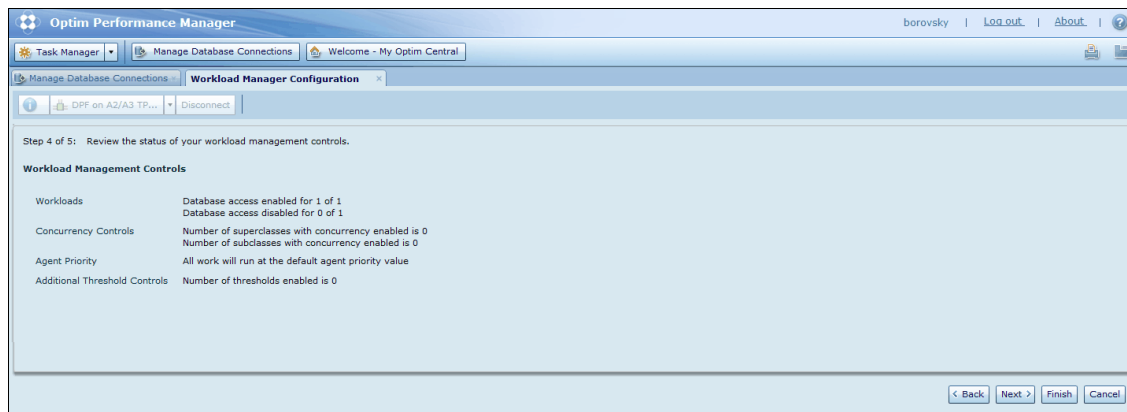 Optim Performance Manager
borovsky | Log out | About | ?
Task Manager Manage Database Connections Welcome - My Optim Central
Manage Database Connections × Workload Manager Configuration ×
DPF on A2/A3 TP... Disconnect
Step 4 of 5: Review the status of your workload management controls.
Workload Management Controls
Workloads Database access enabled for 1 of 1
Database access disabled for 0 of 1
Concurrency Controls Number of superclasses with concurrency enabled is 0
Number of subclasses with concurrency enabled is 0
Agent Priority All work will run at the default agent priority value
Additional Threshold Controls Number of thresholds enabled is 0
< Back Next > Finish Cancel